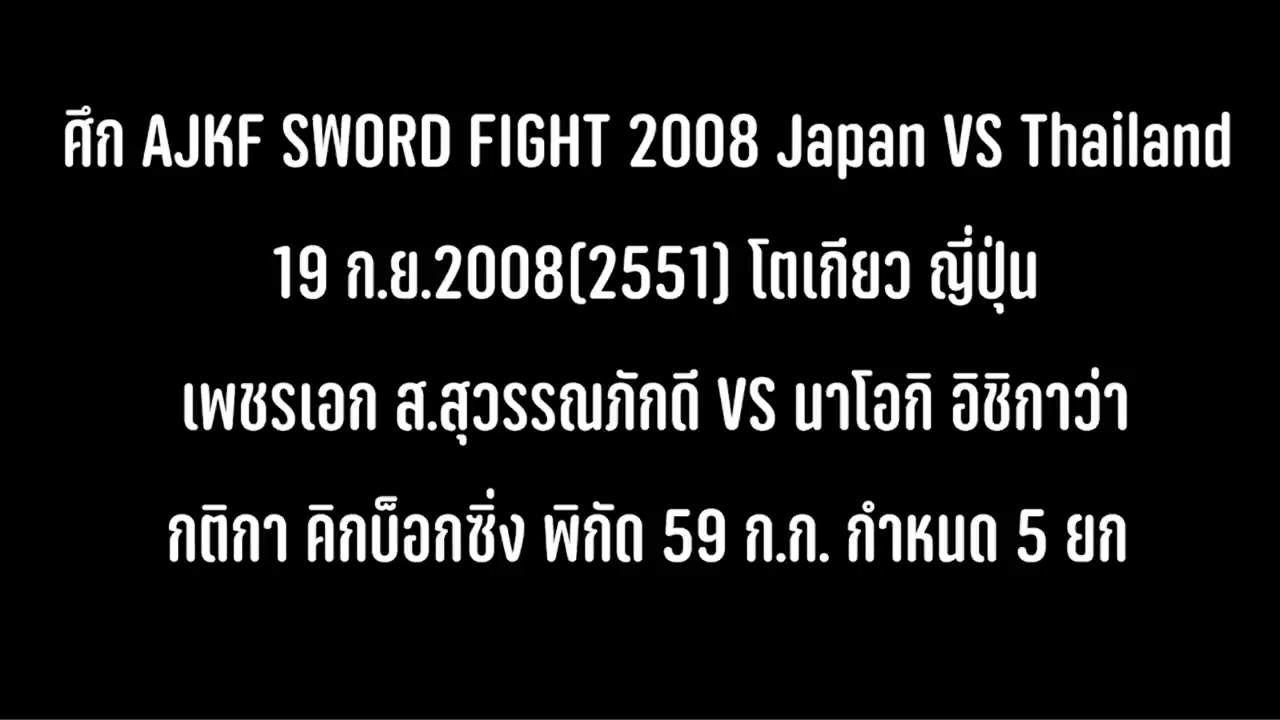 ศึก AJKF SWORD FIGHT 2008 Japan VS Thailand
19 ก.ย.2008(2551) โตเกียว ญี่ปุ่น
เพชรเอก ส.สุวรรณภักดี VS นาโอกิ อิชิกาว่า
กติกา คิกบ็อกซิ่ง พิกัด 59 ก.ก. กำหนด 5 ยก